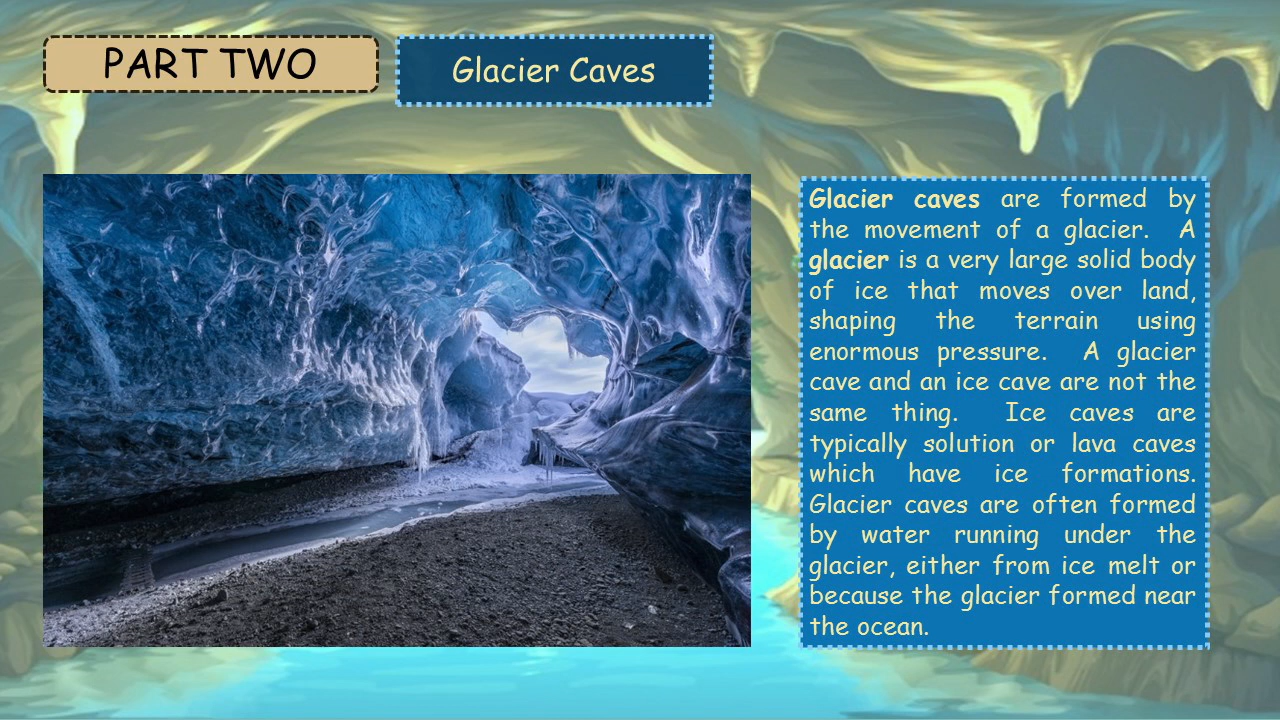 PART TWO
Glacier Caves
Glacier caves are formed by
the movement of a glacier. A
glacier is a very large solid body
of ice that moves over land,
shaping the terrain using
enormous pressure. A glacier
cave and an ice cave are not the
same thing. Ice caves are
typically solution or lava caves
which have ice formations.
Glacier caves are often formed
by water running under the
glacier, either from ice melt or
because the glacier formed near
the ocean.